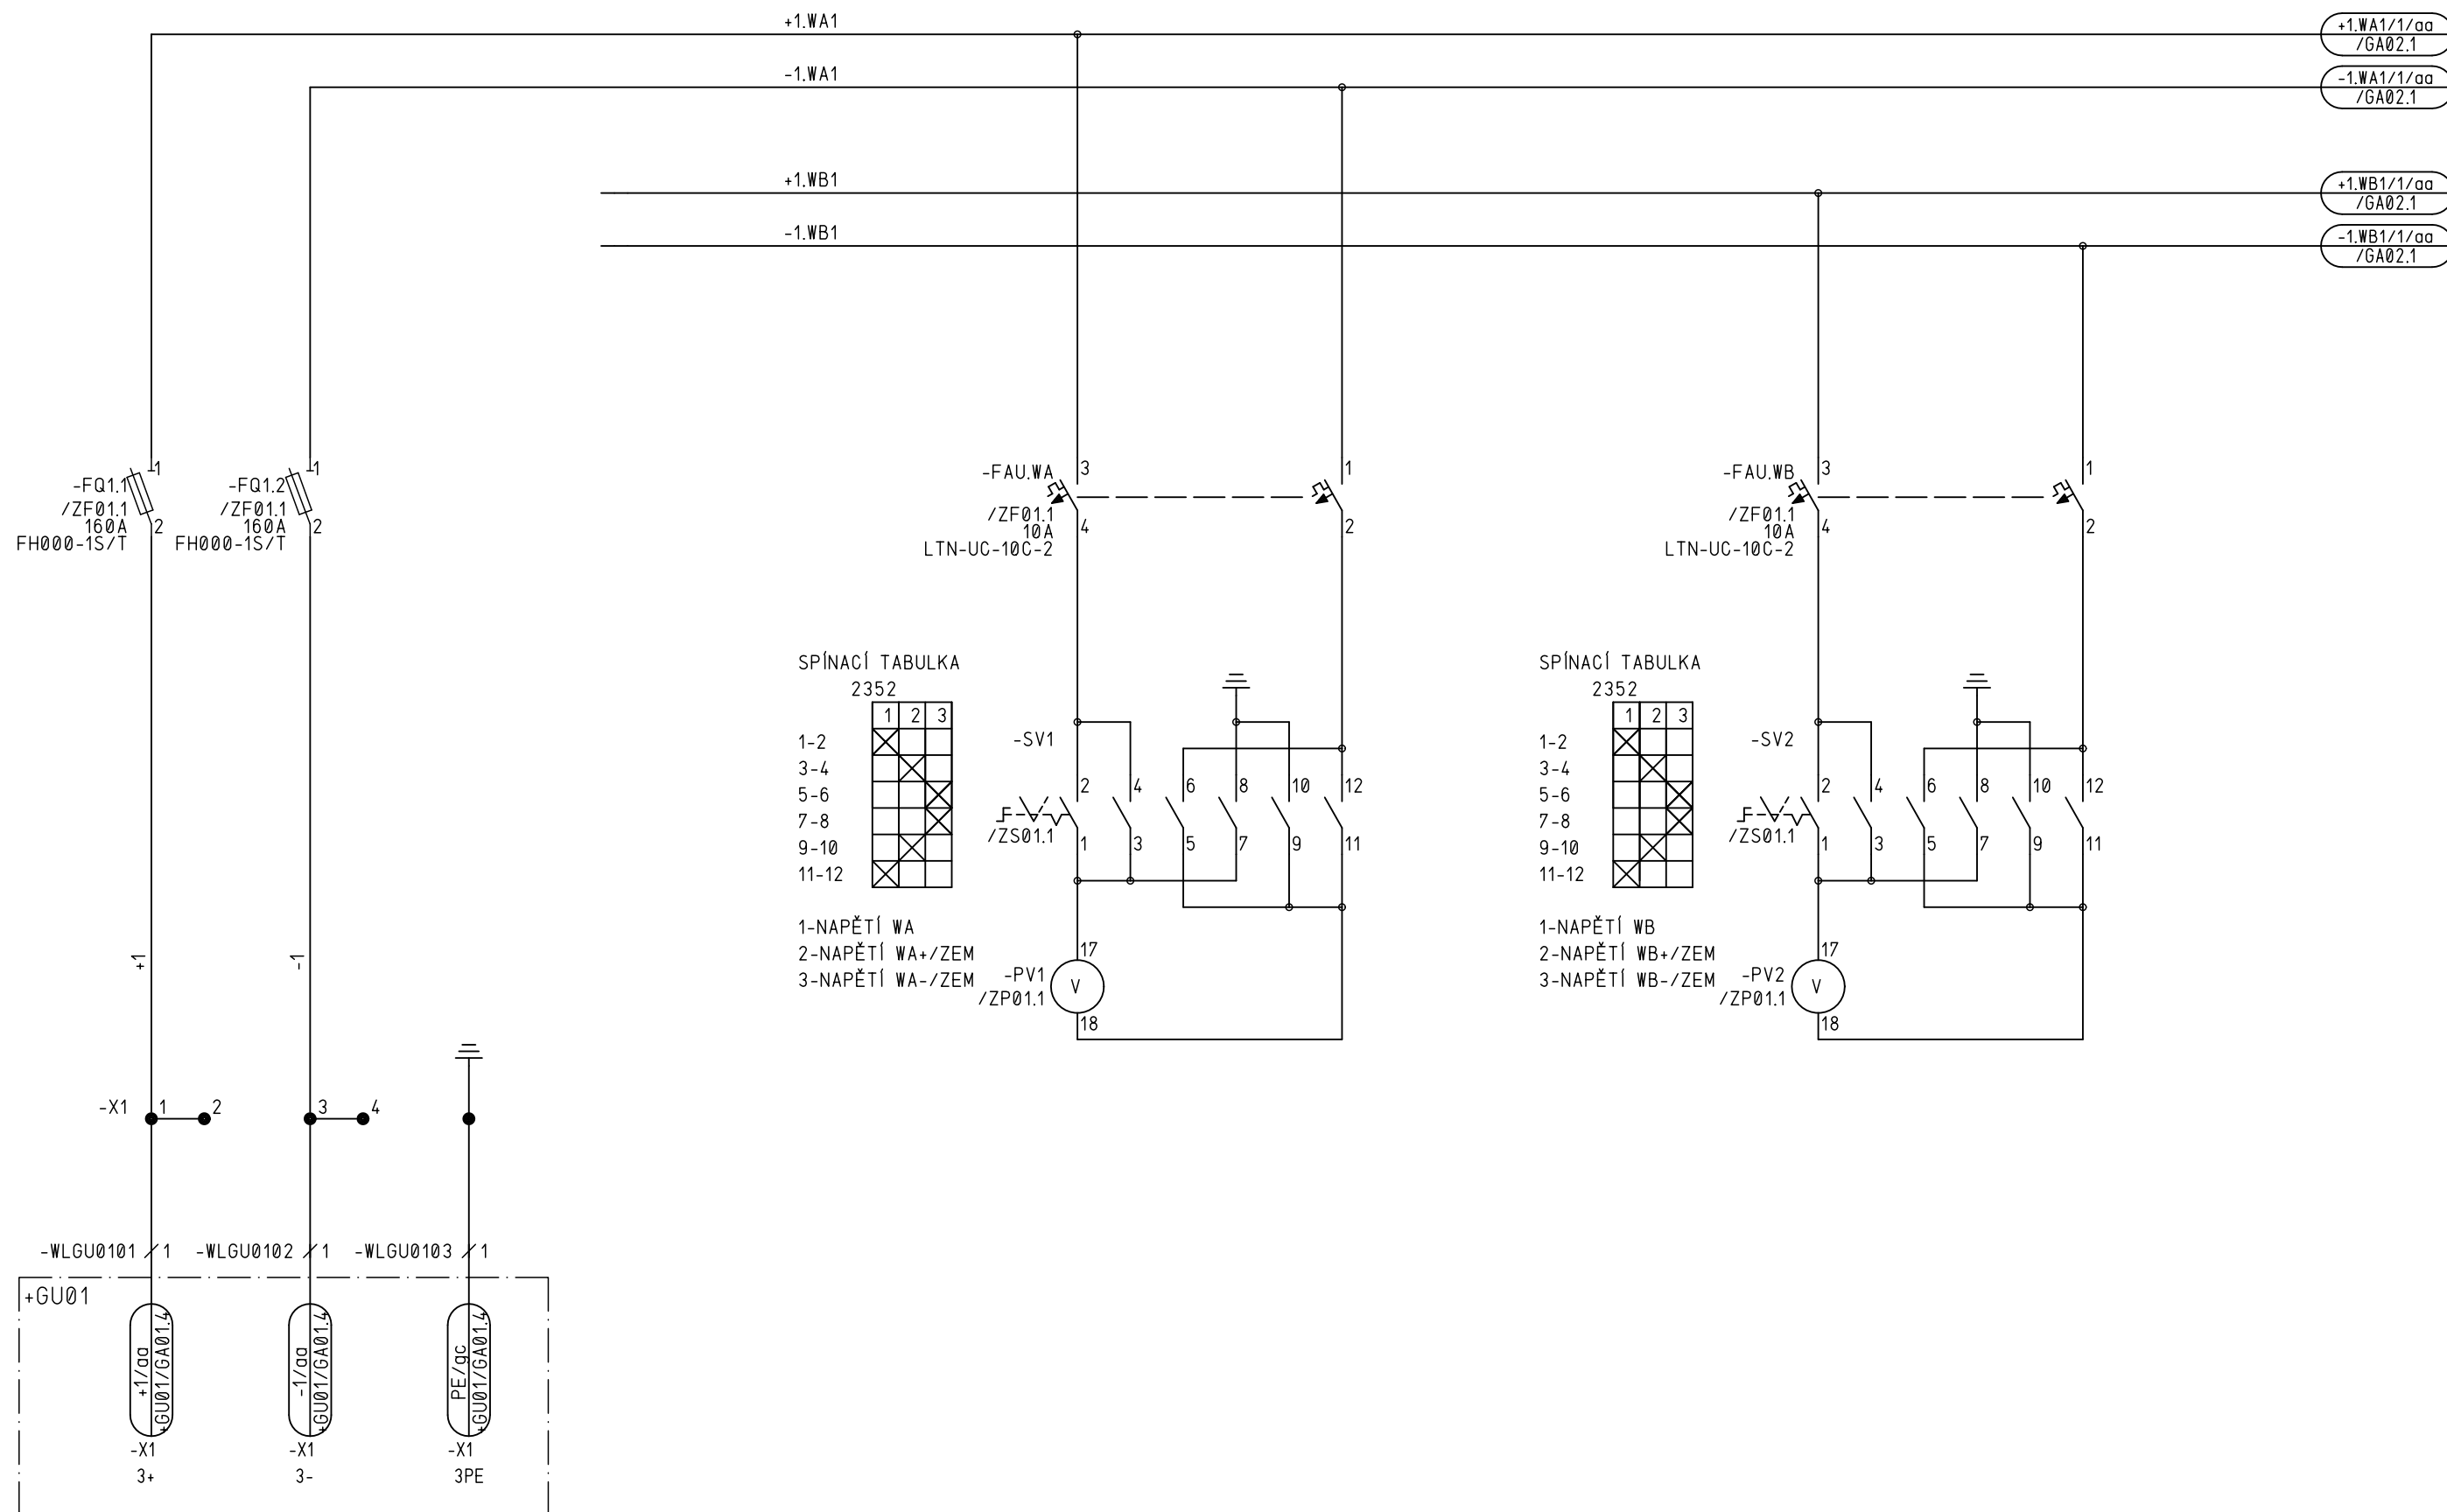 +1.WA1
+1.WA1/1/aa
/GA02.1
-1.WA1
-1.WA1/1/aa
/GA02.1
+1.WB1
+1.WB1/1/aa
/GA02.1
-1.WB1
-1.WB1/1/aa
/GA02.1
1
-FQ1.1
/ZF01.1
160A
2
FH000-1S/T
1
-FQ1.2
/ZF01.1
160A
2
FH000-1S/T
-FAU.WA
3
1
/ZF01.1
10A
4
2
LTN-UC-10C-2
-FAU.WB
3
1
/ZF01.1
10A
4
2
LTN-UC-10C-2
SPÍNACÍ TABULKA
2352
1 2 3
1-2
3-4
5-6
7-8
9-10
11-12
-SV1
2 4 6 8 10 12
/ZS01.1
1 3 5 7 9 11
1-NAPĚTÍ WA
2-NAPĚTÍ WA+/ZEM
3-NAPĚTÍ WA-/ZEM
17
-PV1
/ZP01.1
V
18
SPÍNACÍ TABULKA
2352
1 2 3
1-2
3-4
5-6
7-8
9-10
11-12
-SV2
2 4 6 8 10 12
/ZS01.1
1 3 5 7 9 11
1-NAPĚTÍ WB
2-NAPĚTÍ WB+/ZEM
3-NAPĚTÍ WB-/ZEM
17
-PV2
/ZP01.1
V
18
+1
-1
-X1 1 2 3 4
-WLGU0101 1
-WLGU0102 1
-WLGU0103 1
+GU01
+1/aa
+GU01/GA01.4
-1/aa
+GU01/GA01.4
PE/gc
+GU01/GA01.4
-X1
3+
-X1
3-
-X1
3PE